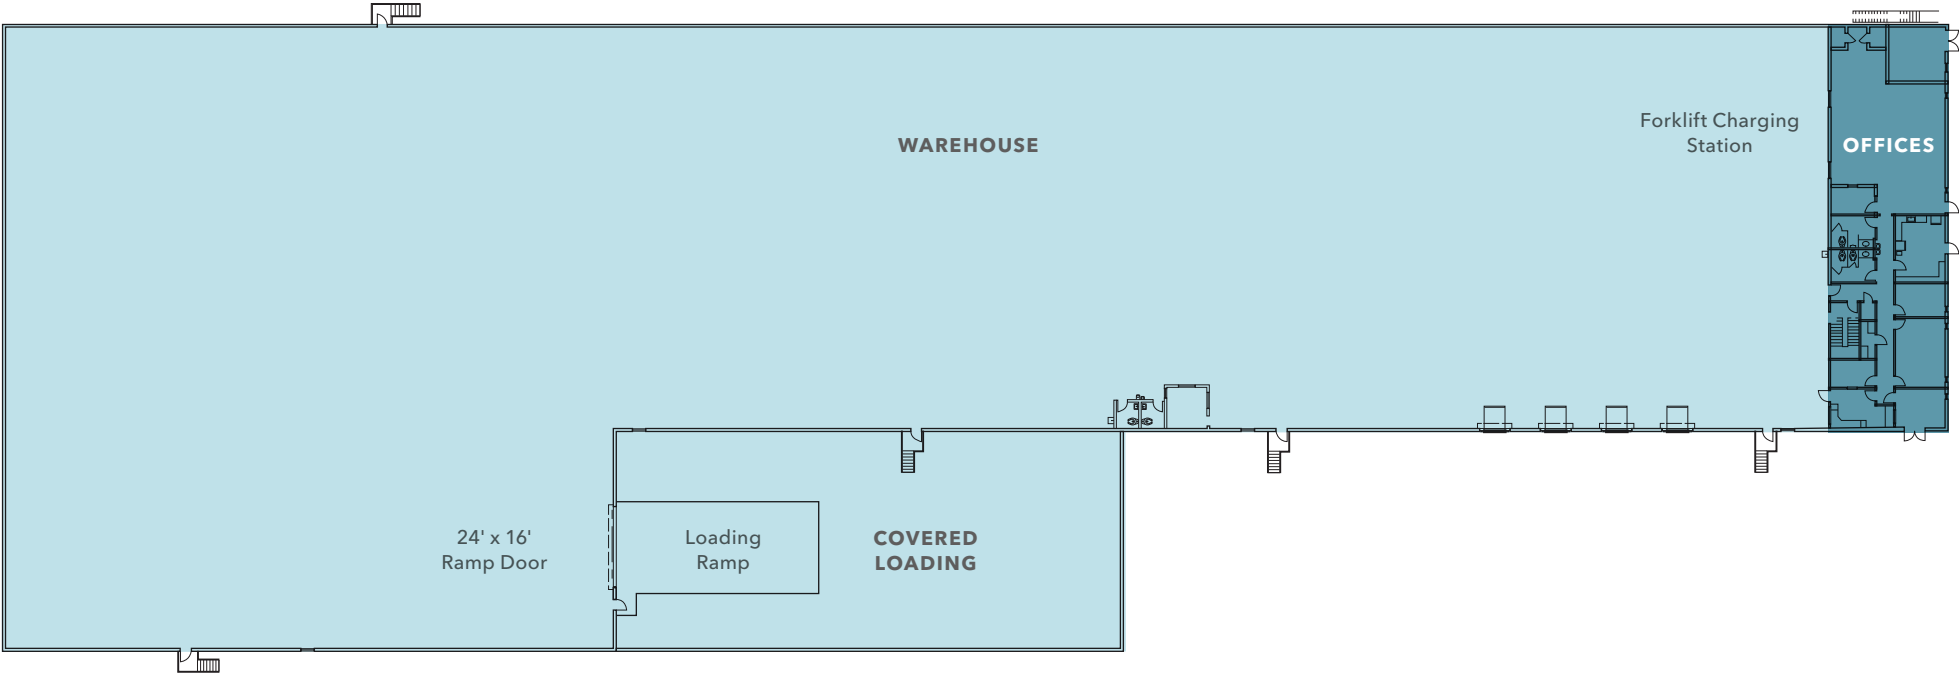 Forklift Charging
Station
WAREHOUSE
OFFICES
24' x 16'
Ramp Door
Loading
Ramp
COVERED
LOADING